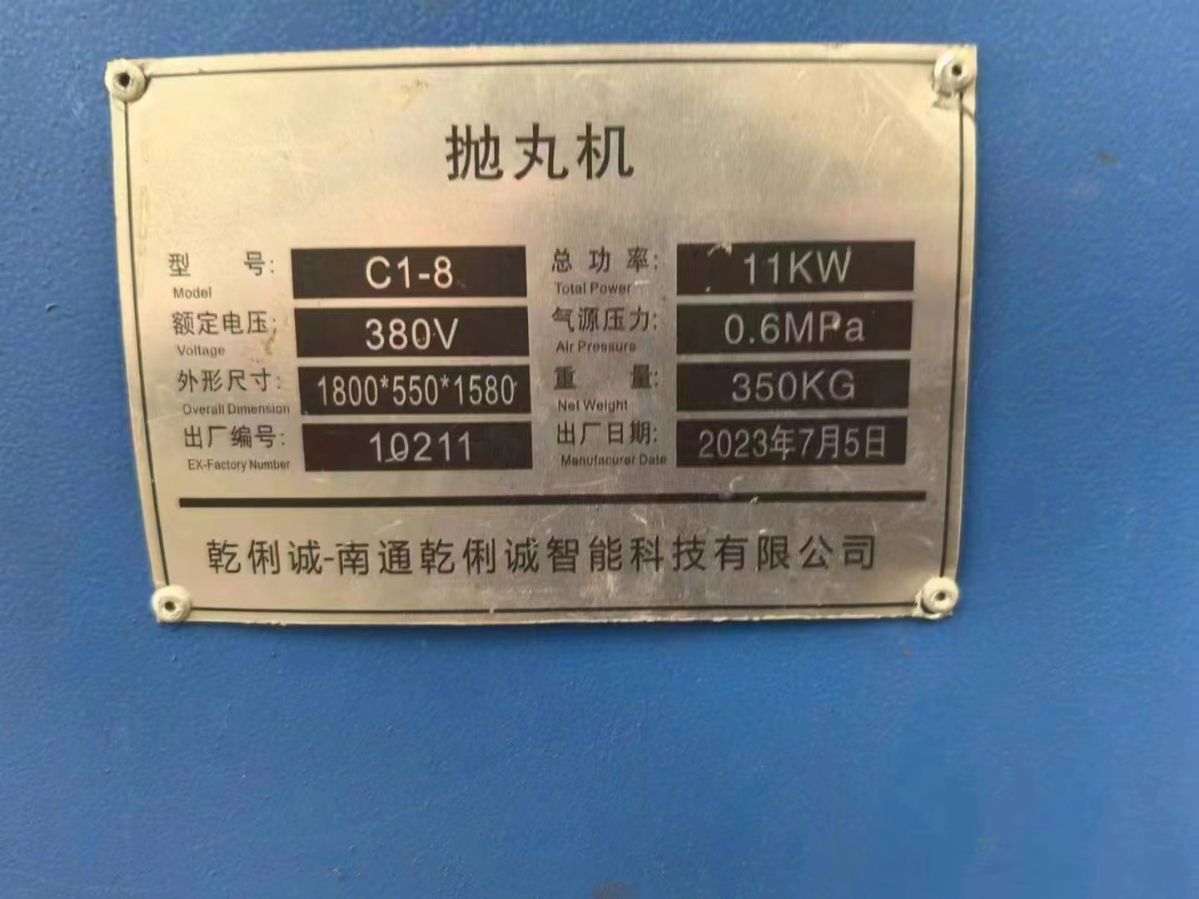 抛丸机
型 号: C1-8 总功率: 11KW
Model Total Power
额定电压: 380V 气源压力: 0.6MPa
Voltage Air Pressure
外形尺寸: 1800*550*1580 重 量: 350KG
Overall Dimension Net Weight
出厂编号: 10211 出厂日期: 2023年7月5日
EX-Factory Number Manufacurer Date
乾俐诚-南通乾俐诚智能科技有限公司